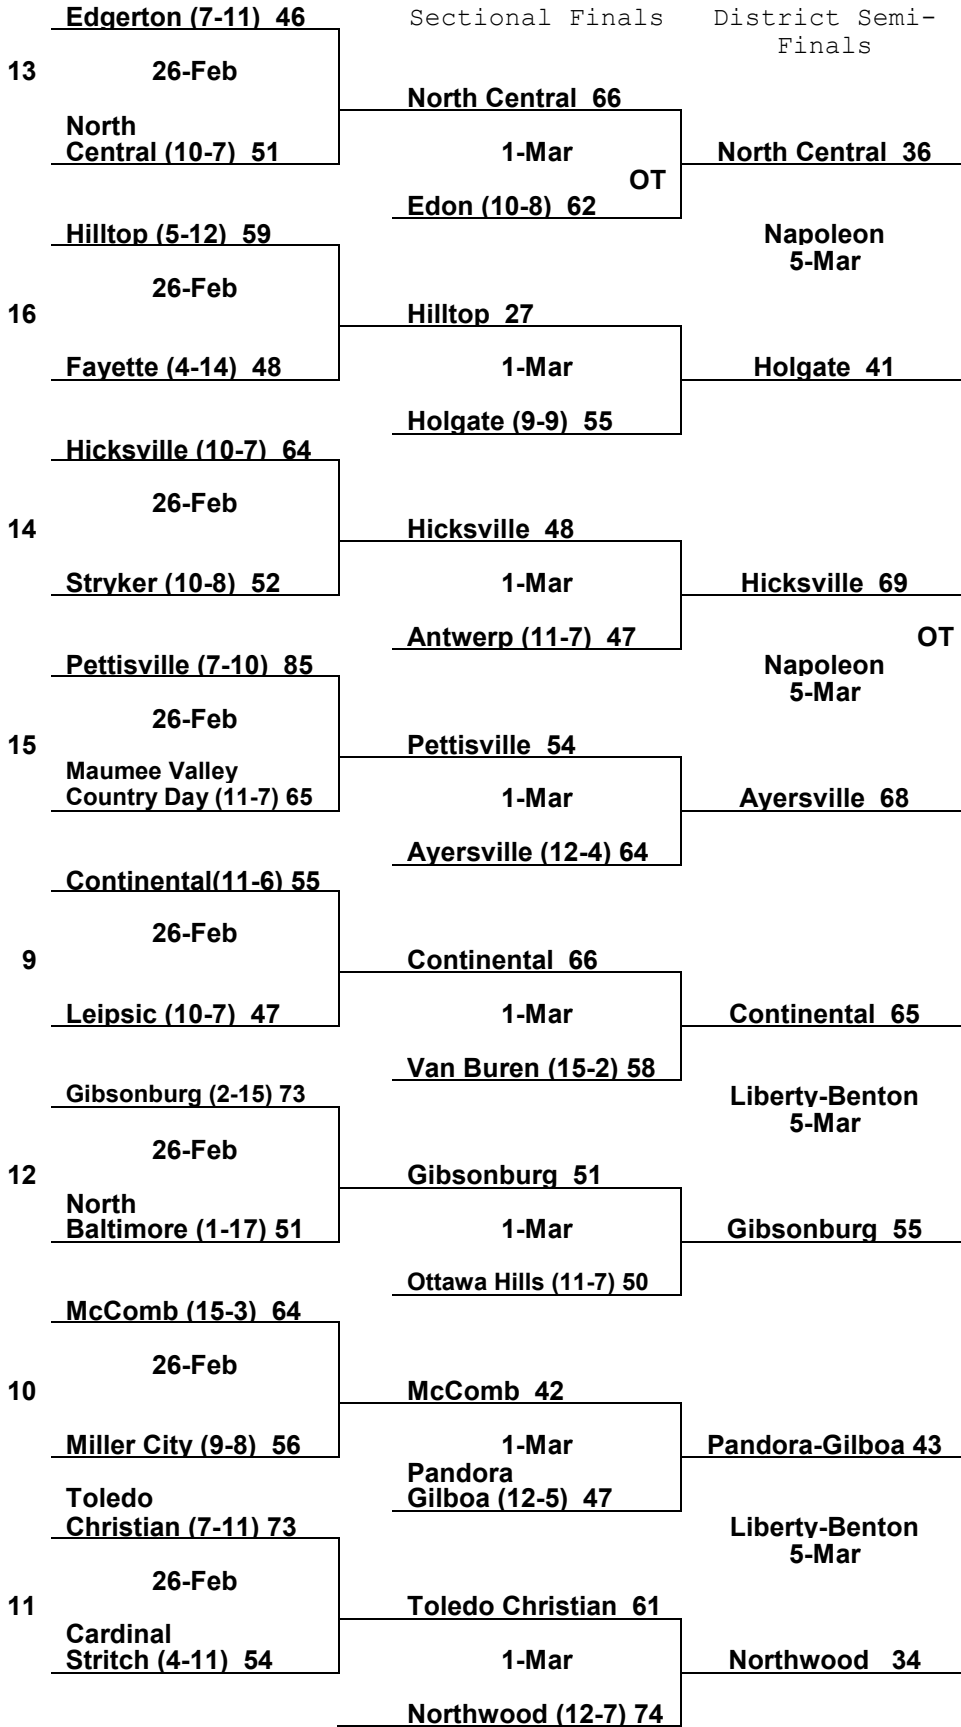 Edgerton (7-11)  46
Sectional Finals
District Semi-
Finals
13
26-Feb
North Central  66
North
Central (10-7)  51
1-Mar
North Central  36
OT
Edon (10-8)  62
Hilltop (5-12)  59
Napoleon
5-Mar
26-Feb
16
Hilltop  27
Fayette (4-14)  48
1-Mar
Holgate  41
Holgate (9-9)  55
Hicksville (10-7)  64
26-Feb
14
Hicksville  48
Stryker (10-8)  52
1-Mar
Hicksville  69
Antwerp (11-7)  47
OT
Pettisville (7-10)  85
Napoleon
5-Mar
26-Feb
15
Pettisville  54
Maumee Valley
Country Day (11-7) 65
1-Mar
Ayersville  68
Ayersville (12-4) 64
Continental(11-6) 55
26-Feb
9
Continental  66
Leipsic (10-7)  47
1-Mar
Continental  65
Van Buren (15-2) 58
Gibsonburg (2-15) 73
Liberty-Benton
5-Mar
26-Feb
12
Gibsonburg  51
North
Baltimore (1-17) 51
1-Mar
Gibsonburg  55
Ottawa Hills (11-7) 50
McComb (15-3)  64
26-Feb
10
McComb  42
Miller City (9-8)  56
1-Mar
Pandora-Gilboa 43
Pandora
Gilboa (12-5)  47
Toledo
Christian (7-11) 73
Liberty-Benton
5-Mar
26-Feb
11
Toledo Christian  61
Cardinal
Stritch (4-11)  54
1-Mar
Northwood   34
Northwood (12-7) 74